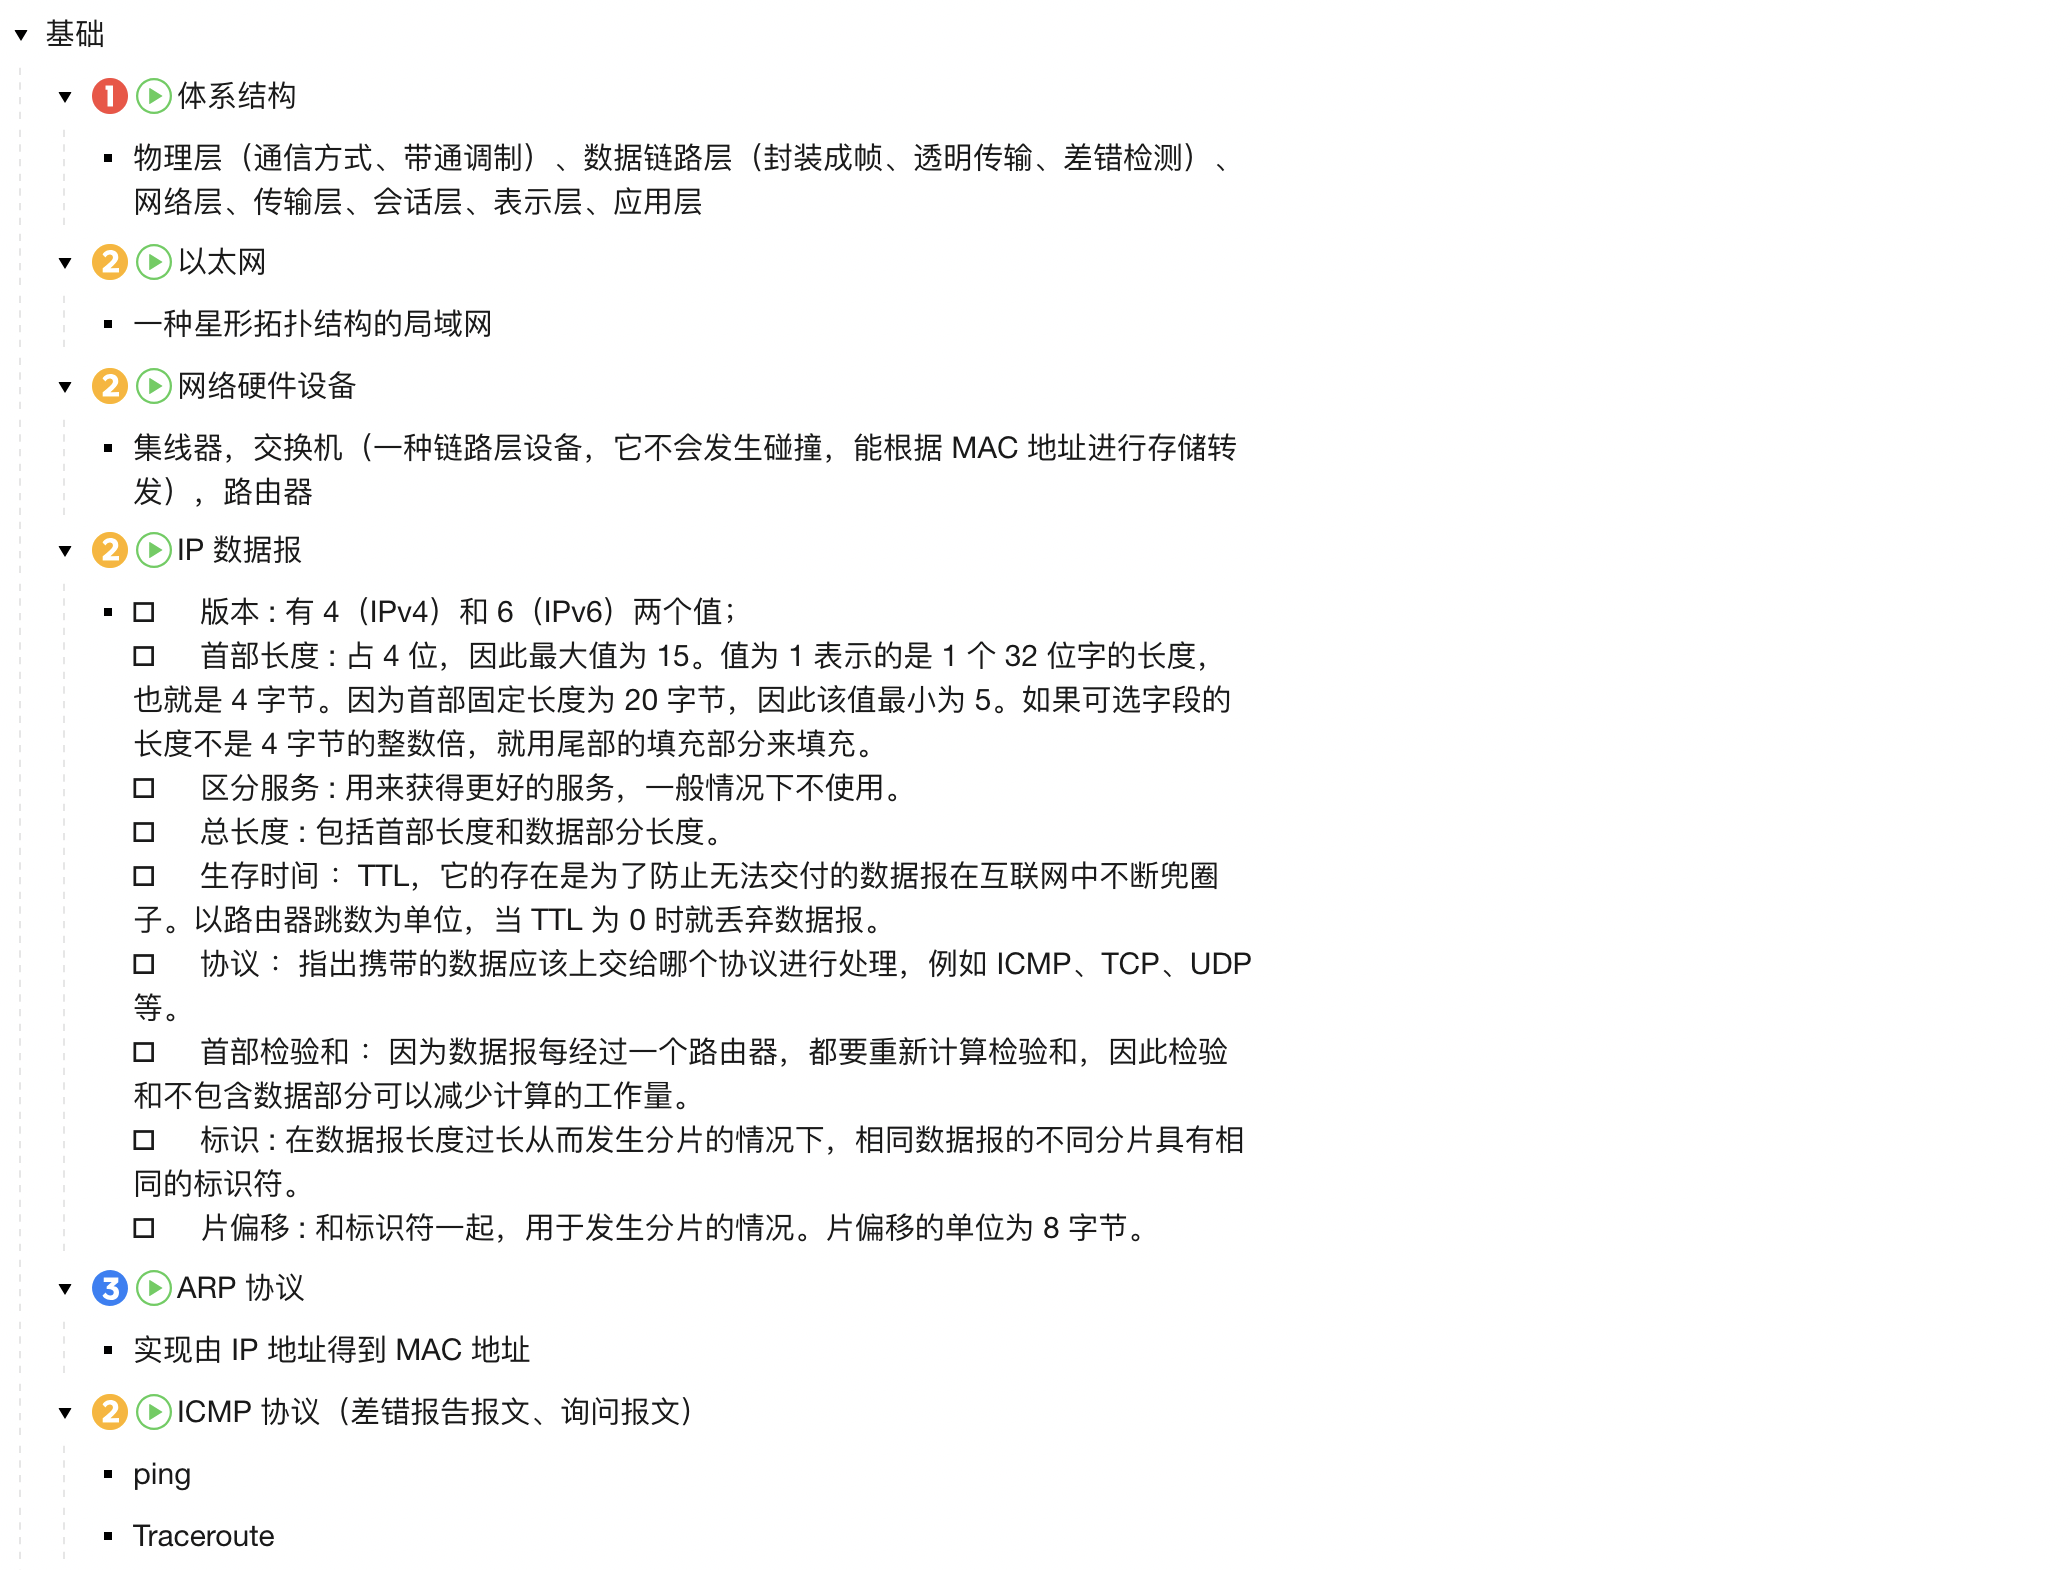 基础
1 体系结构
物理层（通信方式、带通调制）、数据链路层（封装成帧、透明传输、差错检测）、
网络层、传输层、会话层、表示层、应用层
2 以太网
一种星形拓扑结构的局域网
2 网络硬件设备
集线器，交换机（一种链路层设备，它不会发生碰撞，能根据 MAC 地址进行存储转
发），路由器
2 IP 数据报
版本 : 有 4（IPv4）和 6（IPv6）两个值；
首部长度 : 占 4 位，因此最大值为 15。值为 1 表示的是 1 个 32 位字的长度，
也就是 4 字节。因为首部固定长度为 20 字节，因此该值最小为 5。如果可选字段的
长度不是 4 字节的整数倍，就用尾部的填充部分来填充。
区分服务 : 用来获得更好的服务，一般情况下不使用。
总长度 : 包括首部长度和数据部分长度。
生存时间 ：TTL，它的存在是为了防止无法交付的数据报在互联网中不断兜圈
子。以路由器跳数为单位，当 TTL 为 0 时就丢弃数据报。
协议 ：指出携带的数据应该上交给哪个协议进行处理，例如 ICMP、TCP、UDP
等。
首部检验和 ：因为数据报每经过一个路由器，都要重新计算检验和，因此检验
和不包含数据部分可以减少计算的工作量。
标识 : 在数据报长度过长从而发生分片的情况下，相同数据报的不同分片具有相
同的标识符。
片偏移 : 和标识符一起，用于发生分片的情况。片偏移的单位为 8 字节。
3 ARP 协议
实现由 IP 地址得到 MAC 地址
2 ICMP 协议（差错报告报文、询问报文）
ping
Traceroute